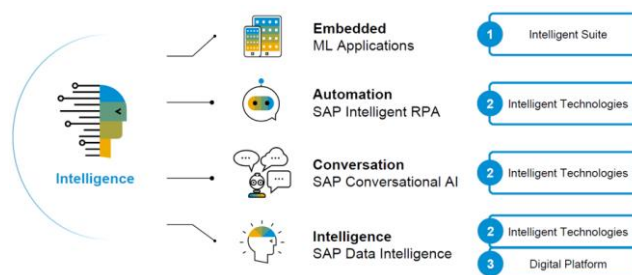 Intelligence
Embedded
ML Applications
1
Intelligent Suite
Automation
SAP Intelligent RPA
2
Intelligent Technologies
Conversation
SAP Conversational AI
2
Intelligent Technologies
Intelligence
SAP Data Intelligence
2
Intelligent Technologies
3
Digital Platform